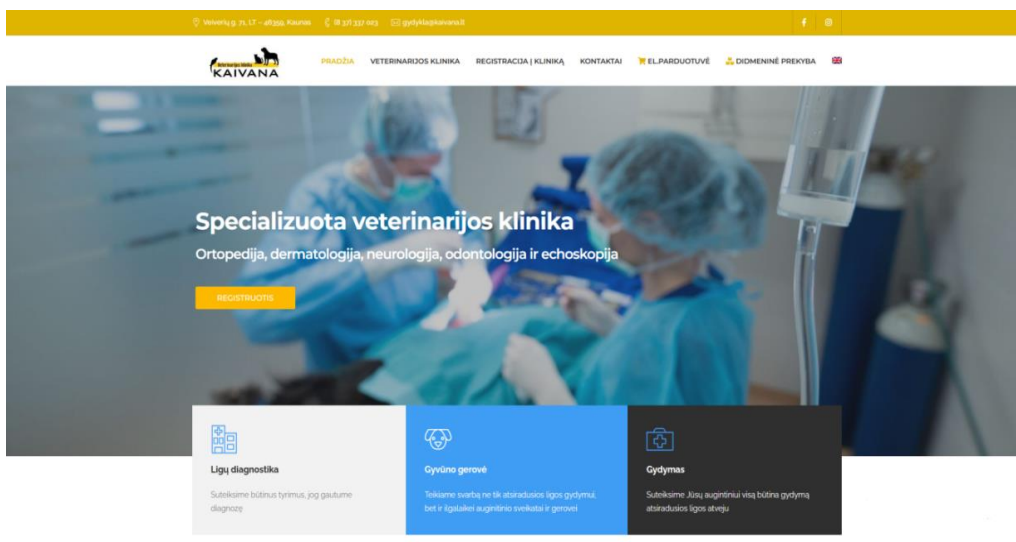 Veiverių g. 71, LT - 46359, Kaunas (8 37) 337 023 gydykla@kaivana.lt
KAIVANA
PRADŽIA VETERINARIJOS KLINIKA REGISTRACIJA Į KLINIKĄ KONTAKTAI EL.PARDUOTUVĖ DIDMENINĖ PREKYBA
Specializuota veterinarijos klinika
Ortopedija, dermatologija, neurologija, odontologija ir echoskopija
REGISTRUOTIS
Ligų diagnostika
Suteiksime būtinus tyrimus, jog gautume
diagnozę
Gyvūno gerovė
Teikiame svarbą ne tik atsiradusios ligos gydymui,
bet ir ilgalaikei augintinio sveikatai ir gerovei
Gydymas
Suteiksime Jūsų augintiniui visą būtiną gydymą
atsiradusios ligos atveju